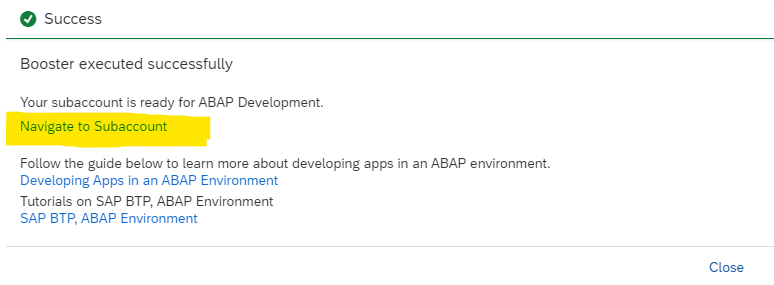 Success
Booster executed successfully
Your subaccount is ready for ABAP Development.
Navigate to Subaccount
Follow the guide below to learn more about developing apps in an ABAP environment.
Developing Apps in an ABAP Environment
Tutorials on SAP BTP, ABAP Environment
SAP BTP, ABAP Environment
Close